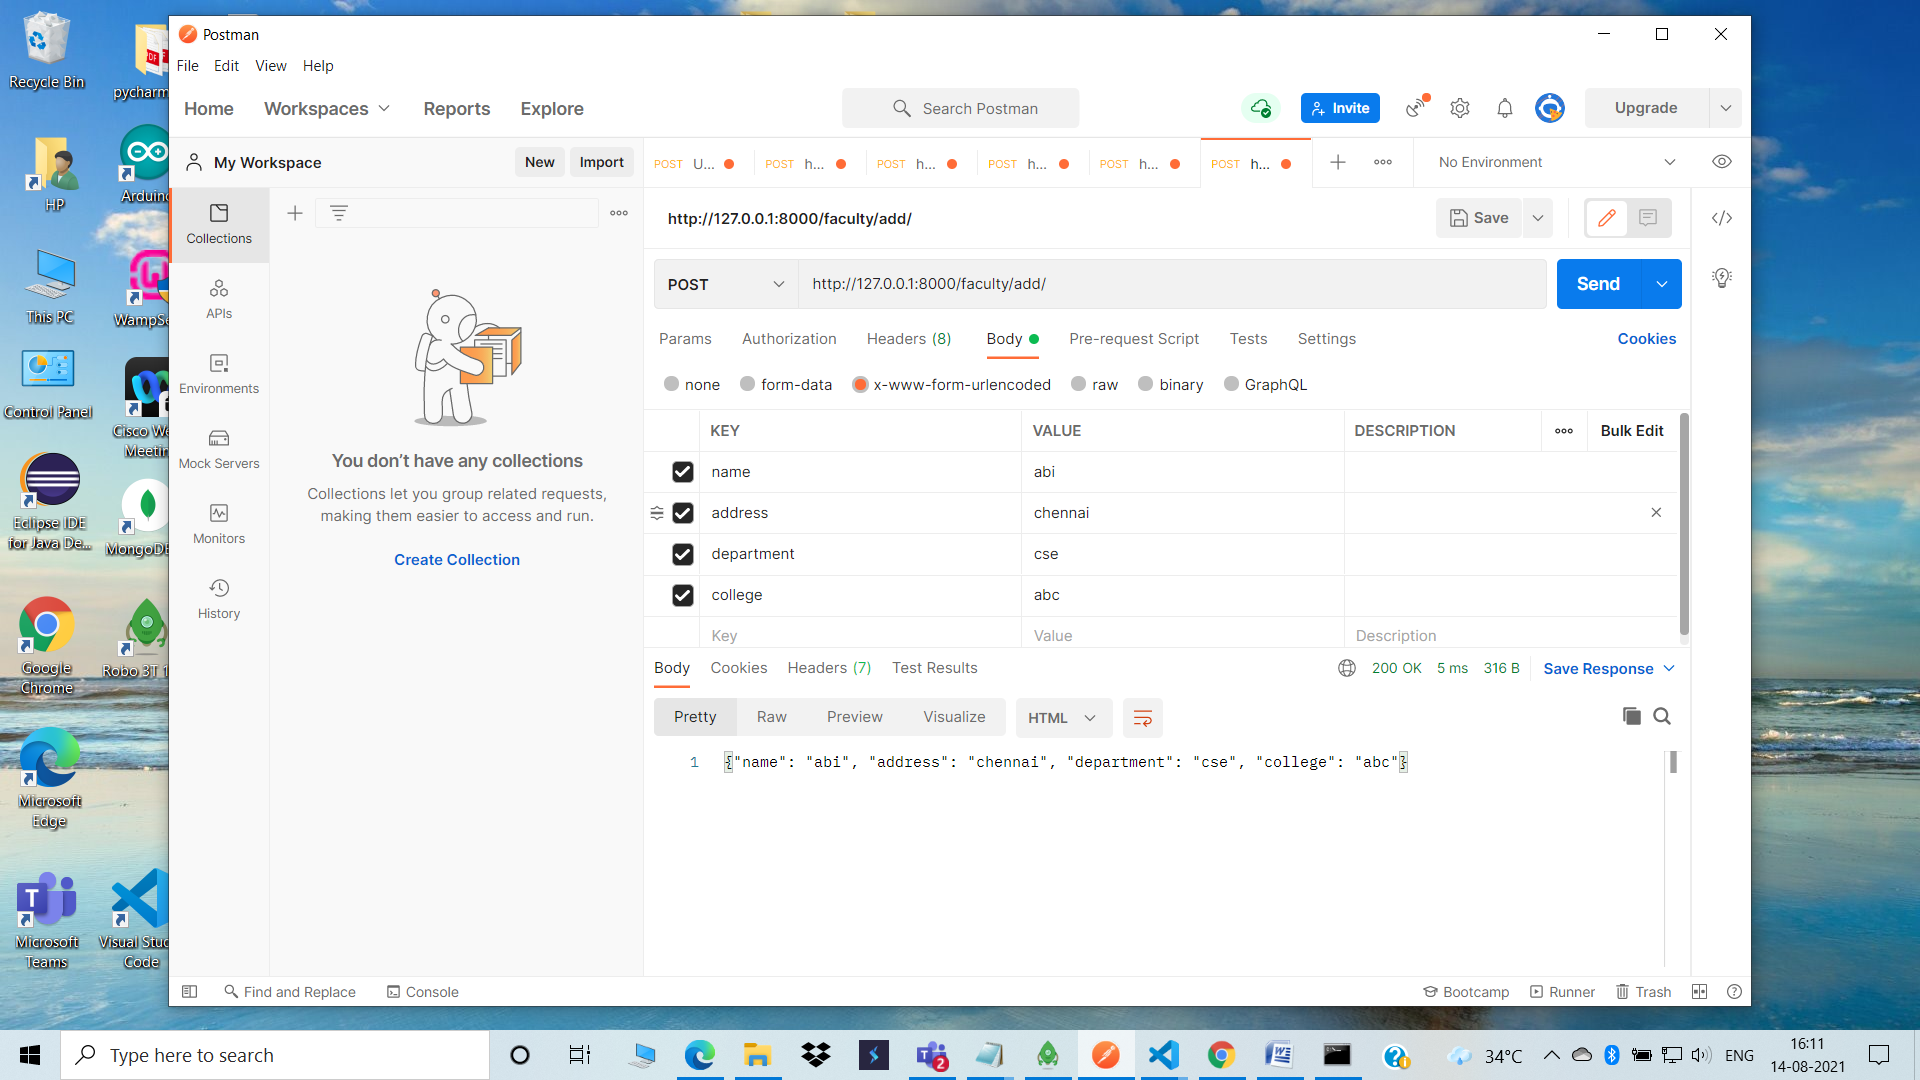 Recycle Bin
pycharm
HP
Arduino
This PC
WampSe
Control Panel
Cisco We
Meetin
Eclipse IDE
for Java De...
MongoDB
Google
Chrome
Robo 3T 1
Microsoft
Edge
Microsoft
Teams
Visual Stud
Code
Postman
File Edit View Help
Home Workspaces Reports Explore
Search Postman
Invite
Upgrade
My Workspace
New Import
POST U... POST h... POST h... POST h... POST h... POST h...
No Environment
Collections
APIs
Environments
Mock Servers
Monitors
History
You don’t have any collections
Collections let you group related requests,
making them easier to access and run.
Create Collection
http://127.0.0.1:8000/faculty/add/
Save
POST http://127.0.0.1:8000/faculty/add/
Send
Params Authorization Headers (8) Body Pre-request Script Tests Settings Cookies
none form-data x-www-form-urlencoded raw binary GraphQL
KEY VALUE DESCRIPTION ooo Bulk Edit
name abi
address chennai
department cse
college abc
Key Value Description
Body Cookies Headers (7) Test Results 200 OK 5 ms 316 B Save Response
Pretty Raw Preview Visualize HTML
1 {"name": "abi", "address": "chennai", "department": "cse", "college": "abc"}
Find and Replace Console
Bootcamp Runner Trash
Type here to search
2
34°C
ENG
16:11
14-08-2021